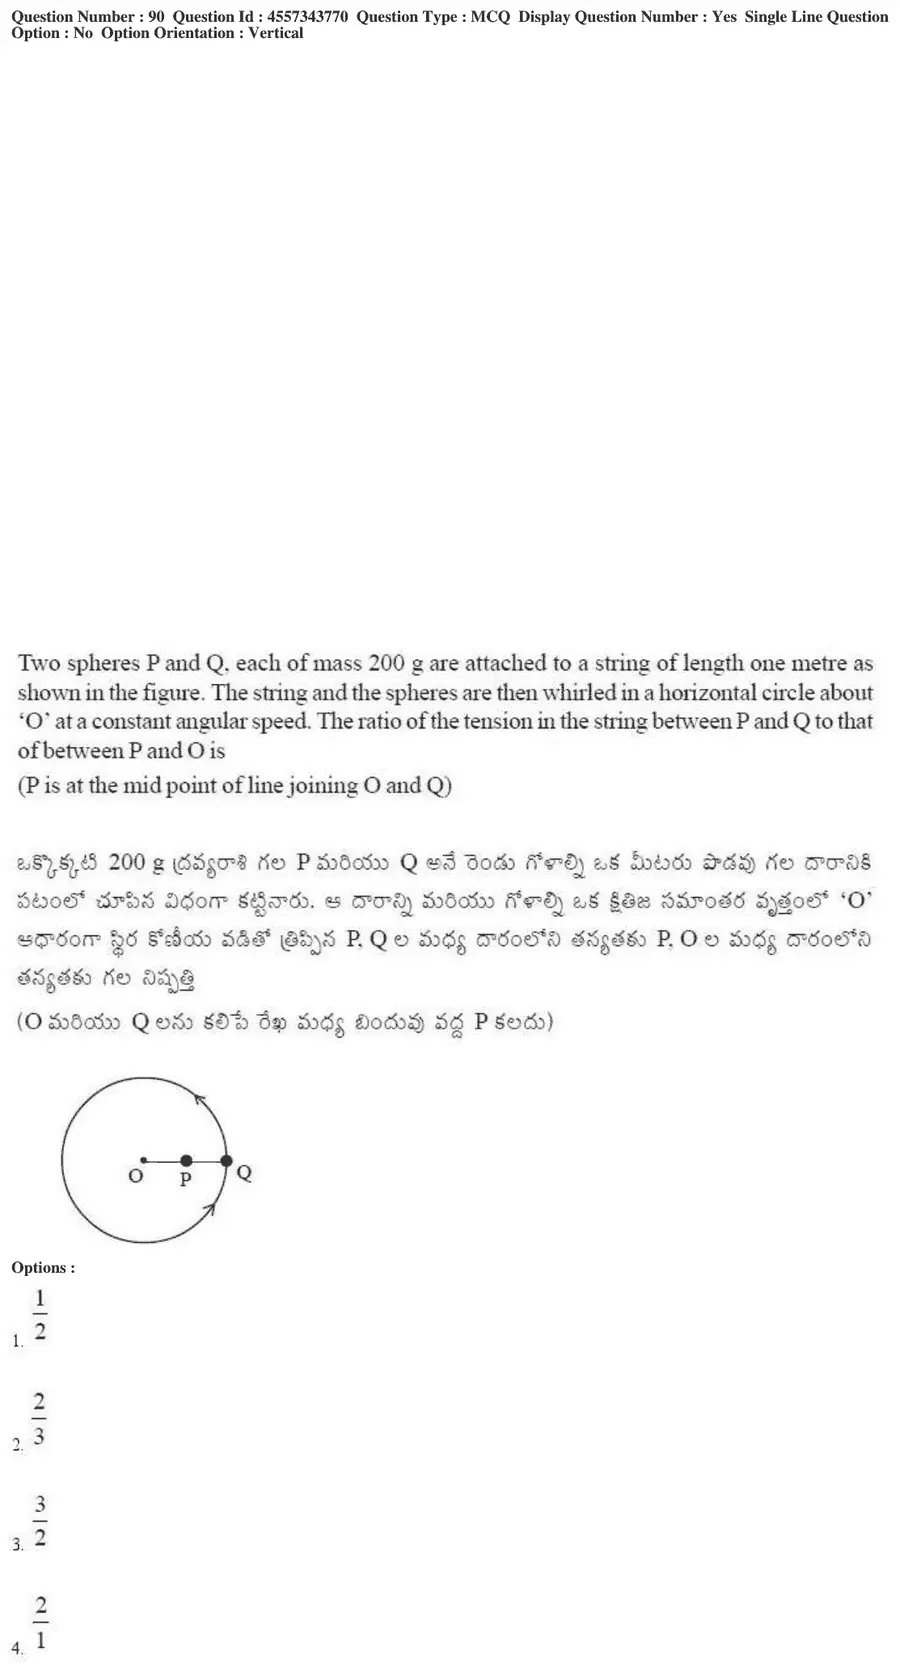 Question Number : 90 Question Id : 4557343770 Question Type : MCQ Display Question Number : Yes Single Line Question
Option : No Option Orientation : Vertical
Two spheres P and Q, each of mass 200 g are attached to a string of length one metre as
shown in the figure. The string and the spheres are then whirled in a horizontal circle about
‘O’ at a constant angular speed. The ratio of the tension in the string between P and Q to that
of between P and O is
(P is at the mid point of line joining O and Q)
ఒక్కొక్కటి 200 g ద్రవ్యరాశి గల P మరియు Q అనే రెండు గోళాల్ని ఒక మీటరు పొడవు గల దారానికి
పటంలో చూపిన విధంగా కట్టినారు. ఆ దారాన్ని మరియు గోళాల్ని ఒక క్షితిజ సమాంతర వృత్తంలో ‘O’
ఆధారంగా స్థిర కోణీయ వడితో త్రిప్పిన P, Q ల మధ్య దారంలోని తన్యతకు P, O ల మధ్య దారంలోని
తన్యతకు గల నిష్పత్తి
(O మరియు Q లను కలిపే రేఖ మధ్య బిందువు వద్ద P కలదు)
O P Q
Options :
1. 1/2
2. 2/3
3. 3/2
4. 2/1